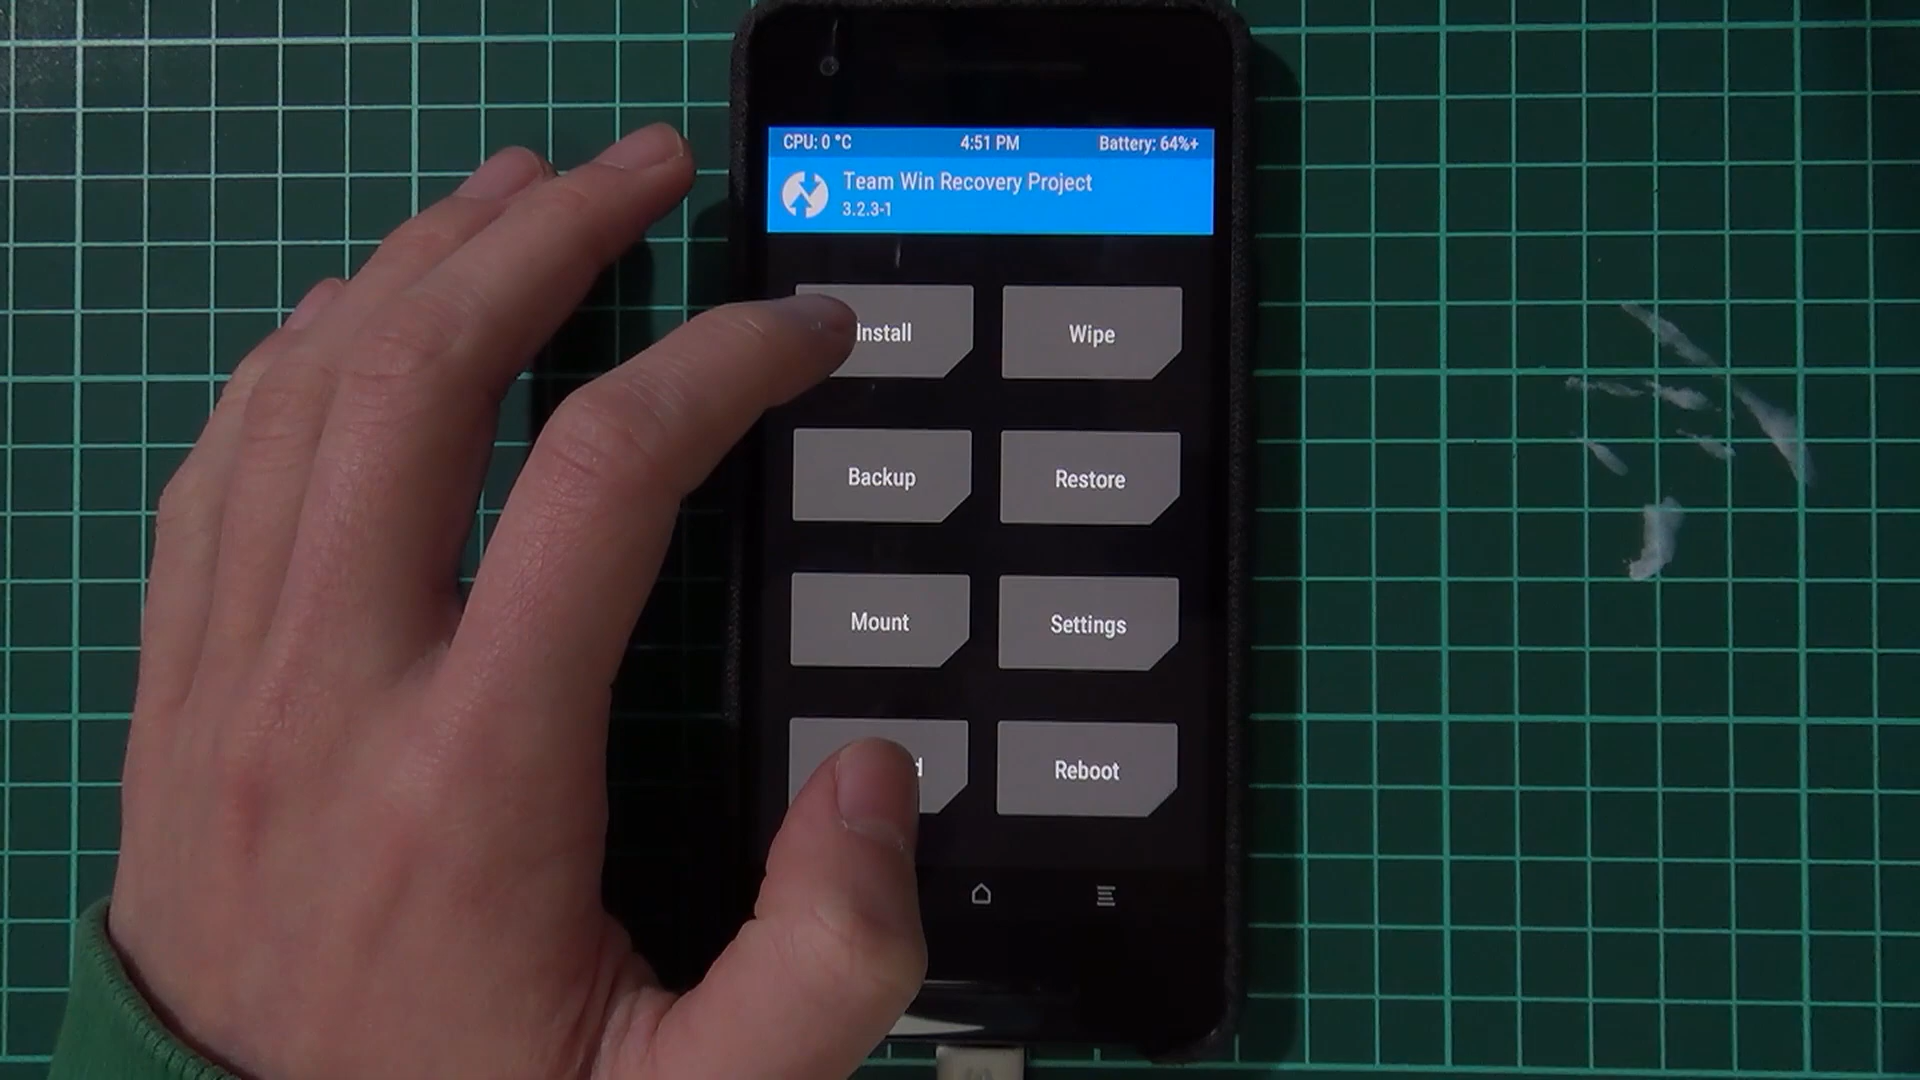 CPU: 0 °C 4:51 PM Battery: 64%+
Team Win Recovery Project
3.2.3-1
Install Wipe
Backup Restore
Mount Settings
Reboot